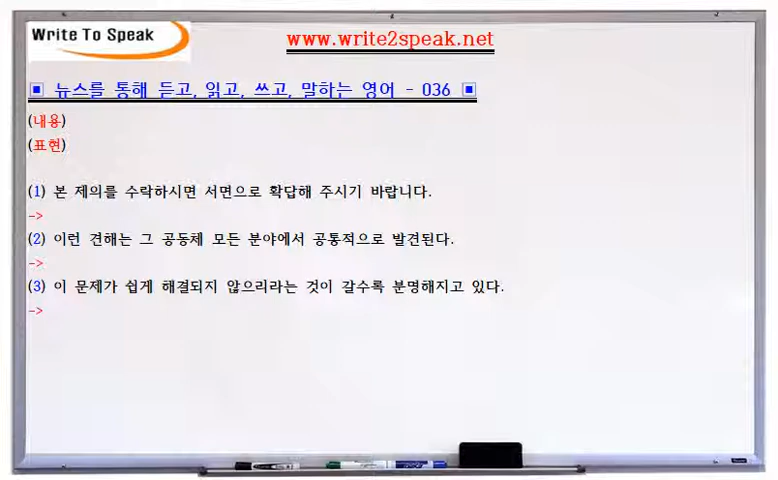 Write To Speak
www.write2speak.net
▣ 뉴스를 통해 듣고, 읽고, 쓰고, 말하는 영어 - 036 ▣
(내용)
(표현)
(1) 본 제의를 수락하시면 서면으로 확답해 주시기 바랍니다.
->
(2) 이런 견해는 그 공동체 모든 분야에서 공통적으로 발견된다.
->
(3) 이 문제가 쉽게 해결되지 않으리라는 것이 갈수록 분명해지고 있다.
->